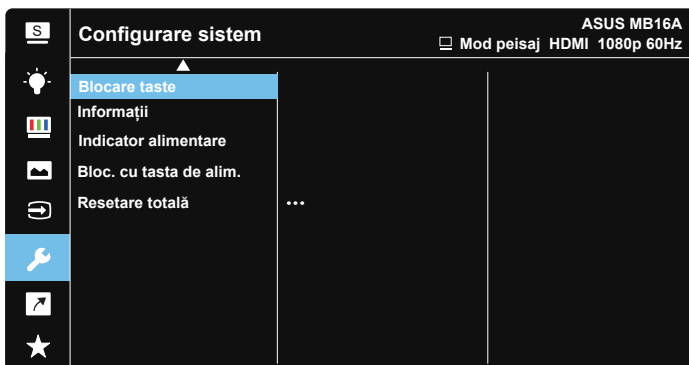 S
Configurare sistem
ASUS MB16A
Mod peisaj HDMI 1080p 60Hz
Blocare taste
Informații
Indicator alimentare
Bloc. cu tasta de alim.
Resetare totală
...